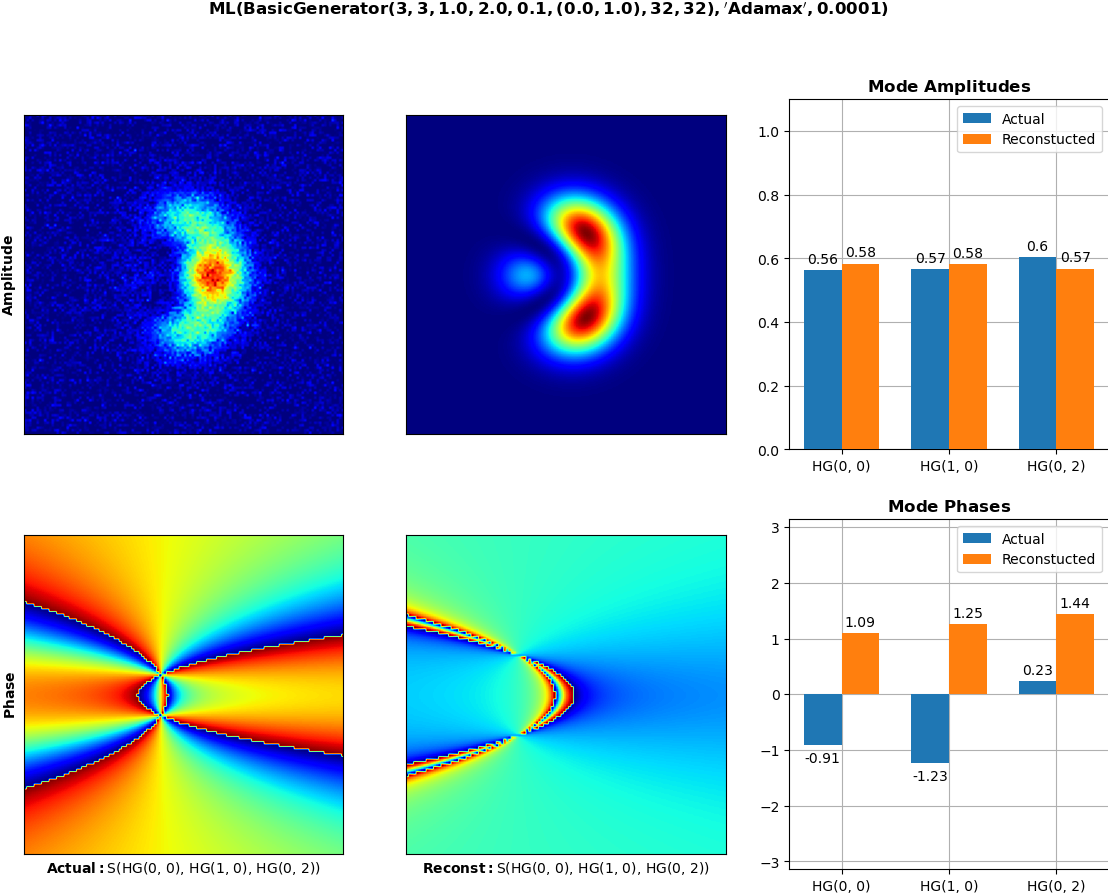 ML(BasicGenerator(3, 3, 1.0, 2.0, 0.1, (0.0, 1.0), 32, 32), ′Adamax′, 0.0001)
Mode Amplitudes
Actual
Reconstucted
1.0
0.8
0.6
0.4
0.2
0.0
0.56
0.58
0.57
0.58
0.6
0.57
HG(0, 0)
HG(1, 0)
HG(0, 2)
Amplitude
Mode Phases
Actual
Reconstucted
3
2
1
0
−1
−2
−3
-0.91
1.09
-1.23
1.25
0.23
1.44
HG(0, 0)
HG(1, 0)
HG(0, 2)
Phase
Actual: S(HG(0, 0), HG(1, 0), HG(0, 2))
Reconst: S(HG(0, 0), HG(1, 0), HG(0, 2))